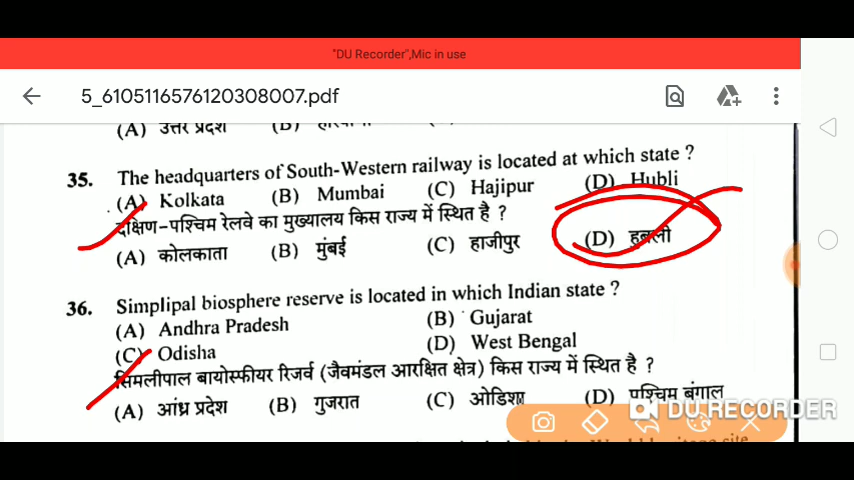 "DU Recorder",Mic in use
5_6105116576120308007.pdf
(A) उत्तर प्रदेश (B)
35. The headquarters of South-Western railway is located at which state ?
(A) Kolkata (B) Mumbai (C) Hajipur (D) Hubli
दक्षिण-पश्चिम रेलवे का मुख्यालय किस राज्य में स्थित है ?
(A) कोलकाता (B) मुंबई (C) हाजीपुर (D) हुबली
36. Simplipal biosphere reserve is located in which Indian state ?
(A) Andhra Pradesh (B) Gujarat
(C) Odisha (D) West Bengal
सिमलीपाल बायोस्फीयर रिजर्व (जैवमंडल आरक्षित क्षेत्र) किस राज्य में स्थित है ?
(A) आंध्र प्रदेश (B) गुजरात (C) ओडिशा (D) पश्चिम बंगाल
DU RECORDER